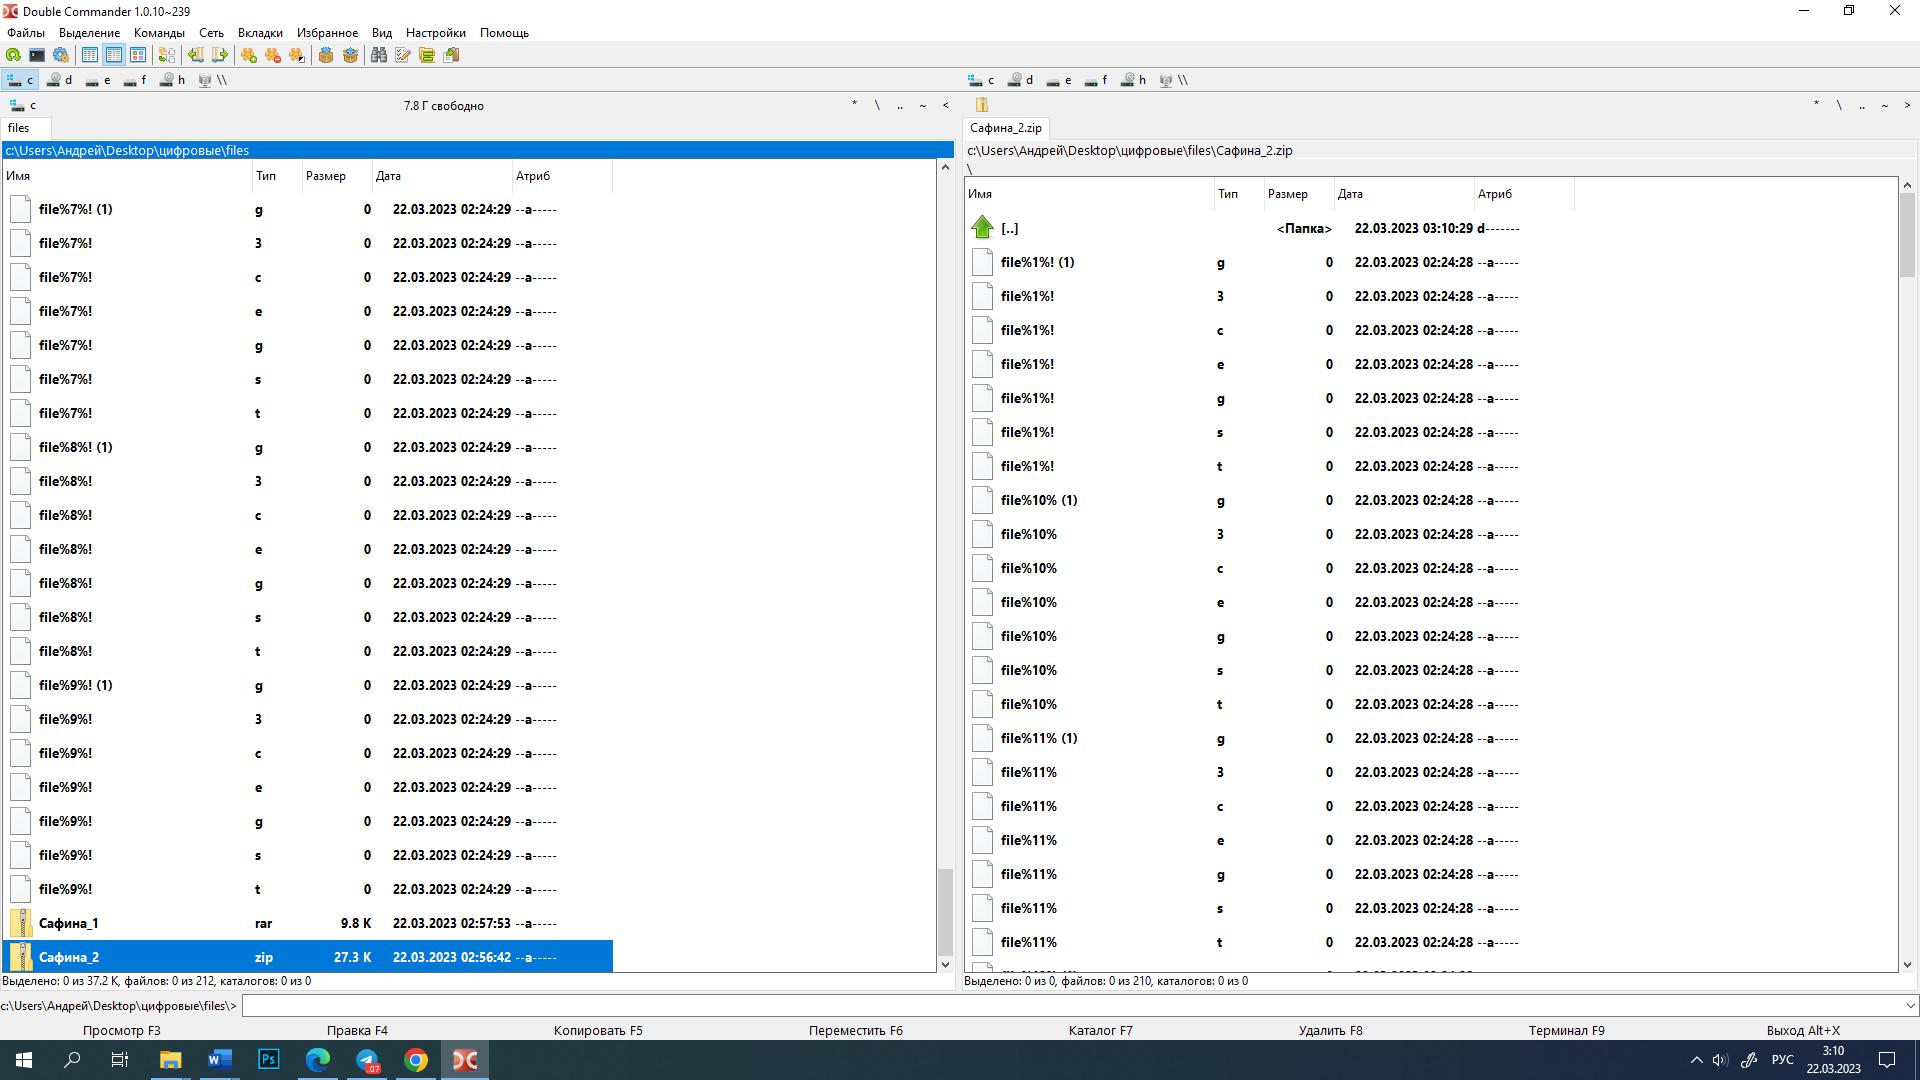 Double Commander 1.0.10~239
Файлы Выделение Команды Сеть Вкладки Избранное Вид Настройки Помощь
c d e f h \\
c 7.8 Г свободно * \ .. ~ <
files
c:\Users\Андрей\Desktop\цифровые\files
Имя Тип Размер Дата Атриб
file%7%! (1) g 0 22.03.2023 02:24:29 --a-----
file%7%! 3 0 22.03.2023 02:24:29 --a-----
file%7%! c 0 22.03.2023 02:24:29 --a-----
file%7%! e 0 22.03.2023 02:24:29 --a-----
file%7%! g 0 22.03.2023 02:24:29 --a-----
file%7%! s 0 22.03.2023 02:24:29 --a-----
file%7%! t 0 22.03.2023 02:24:29 --a-----
file%8%! (1) g 0 22.03.2023 02:24:29 --a-----
file%8%! 3 0 22.03.2023 02:24:29 --a-----
file%8%! c 0 22.03.2023 02:24:29 --a-----
file%8%! e 0 22.03.2023 02:24:29 --a-----
file%8%! g 0 22.03.2023 02:24:29 --a-----
file%8%! s 0 22.03.2023 02:24:29 --a-----
file%8%! t 0 22.03.2023 02:24:29 --a-----
file%9%! (1) g 0 22.03.2023 02:24:29 --a-----
file%9%! 3 0 22.03.2023 02:24:29 --a-----
file%9%! c 0 22.03.2023 02:24:29 --a-----
file%9%! e 0 22.03.2023 02:24:29 --a-----
file%9%! g 0 22.03.2023 02:24:29 --a-----
file%9%! s 0 22.03.2023 02:24:29 --a-----
file%9%! t 0 22.03.2023 02:24:29 --a-----
Сафина_1 rar 9.8 K 22.03.2023 02:57:53 --a-----
Сафина_2 zip 27.3 K 22.03.2023 02:56:42 --a-----
Выделено: 0 из 37.2 K, файлов: 0 из 212, каталогов: 0 из 0
c d e f h \\
* \ .. ~ >
Сафина_2.zip
c:\Users\Андрей\Desktop\цифровые\files\Сафина_2.zip
\
Имя Тип Размер Дата Атриб
[..] <Папка> 22.03.2023 03:10:29 d-------
file%1%! (1) g 0 22.03.2023 02:24:28 --a-----
file%1%! 3 0 22.03.2023 02:24:28 --a-----
file%1%! c 0 22.03.2023 02:24:28 --a-----
file%1%! e 0 22.03.2023 02:24:28 --a-----
file%1%! g 0 22.03.2023 02:24:28 --a-----
file%1%! s 0 22.03.2023 02:24:28 --a-----
file%1%! t 0 22.03.2023 02:24:28 --a-----
file%10% (1) g 0 22.03.2023 02:24:28 --a-----
file%10% 3 0 22.03.2023 02:24:28 --a-----
file%10% c 0 22.03.2023 02:24:28 --a-----
file%10% e 0 22.03.2023 02:24:28 --a-----
file%10% g 0 22.03.2023 02:24:28 --a-----
file%10% s 0 22.03.2023 02:24:28 --a-----
file%10% t 0 22.03.2023 02:24:28 --a-----
file%11% (1) g 0 22.03.2023 02:24:28 --a-----
file%11% 3 0 22.03.2023 02:24:28 --a-----
file%11% c 0 22.03.2023 02:24:28 --a-----
file%11% e 0 22.03.2023 02:24:28 --a-----
file%11% g 0 22.03.2023 02:24:28 --a-----
file%11% s 0 22.03.2023 02:24:28 --a-----
file%11% t 0 22.03.2023 02:24:28 --a-----
Выделено: 0 из 0, файлов: 0 из 210, каталогов: 0 из 0
c:\Users\Андрей\Desktop\цифровые\files\>
Просмотр F3 Правка F4 Копировать F5 Переместить F6 Каталог F7 Удалить F8 Терминал F9 Выход Alt+X
W Ps .07 РУС 3:10
22.03.2023